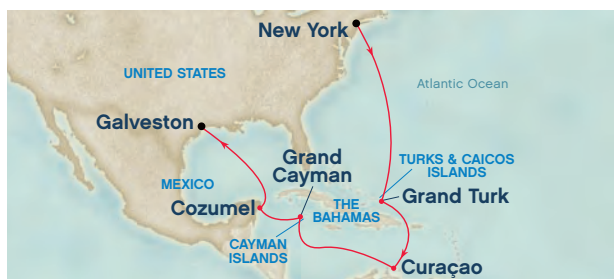 New York
UNITED STATES
Atlantic Ocean
Galveston
Grand
Cayman
TURKS & CAICOS
ISLANDS
MEXICO
Grand Turk
Cozumel
THE
BAHAMAS
CAYMAN
ISLANDS
Curaçao